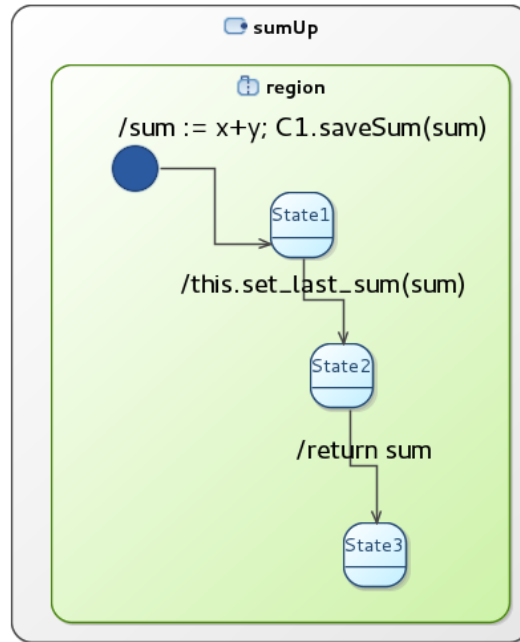 sumUp
region
/sum := x+y; C1.saveSum(sum)
State1
/this.set_last_sum(sum)
State2
/return sum
State3